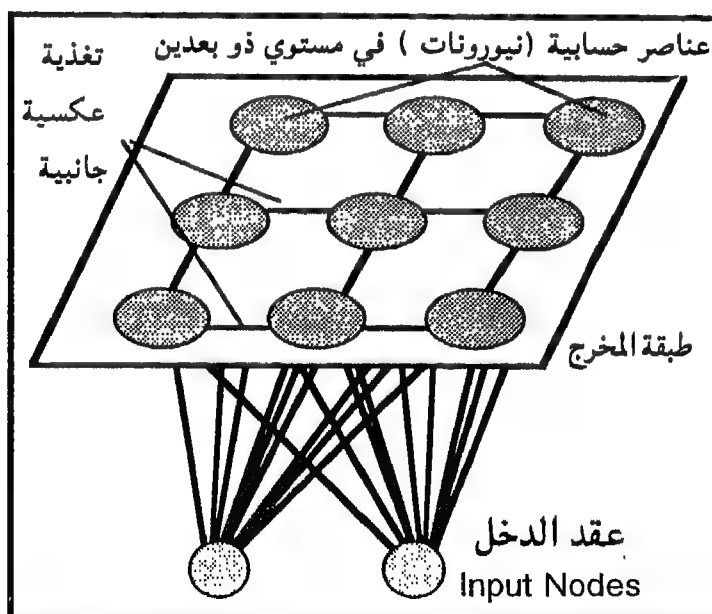 عناصر حسابية (نيورونات ) في مستوي ذو بعدين
تغذية
عكسية
جانبية
طبقة المخرج
عقد الدخل
Input Nodes